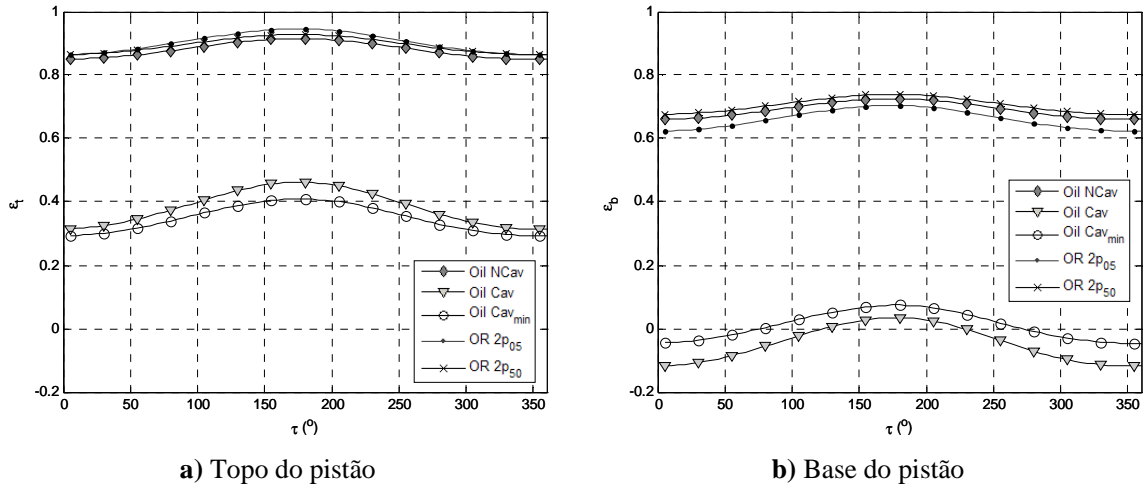 a)
1
0.8
0.6
0.4
0.2
0
-0.2
ε_t
0 50 100 150 200 250 300 350
τ (º)
Oil NCav
Oil Cav
Oil Cav_min
OR 2p_05
OR 2p_50
a) Topo do pistão
b)
1
0.8
0.6
0.4
0.2
0
-0.2
ε_b
0 50 100 150 200 250 300 350
τ (º)
Oil NCav
Oil Cav
Oil Cav_min
OR 2p_05
OR 2p_50
b) Base do pistão